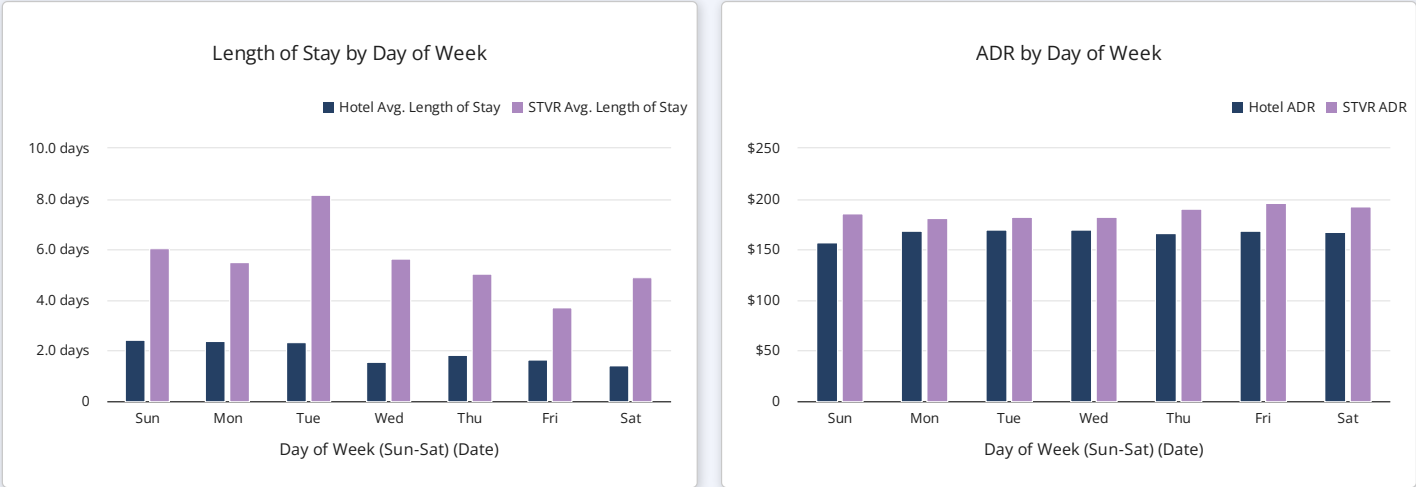 Length of Stay by Day of Week
Hotel Avg. Length of Stay STVR Avg. Length of Stay
10.0 days
8.0 days
6.0 days
4.0 days
2.0 days
0
Sun Mon Tue Wed Thu Fri Sat
Day of Week (Sun-Sat) (Date)
ADR by Day of Week
Hotel ADR STVR ADR
$250
$200
$150
$100
$50
0
Sun Mon Tue Wed Thu Fri Sat
Day of Week (Sun-Sat) (Date)